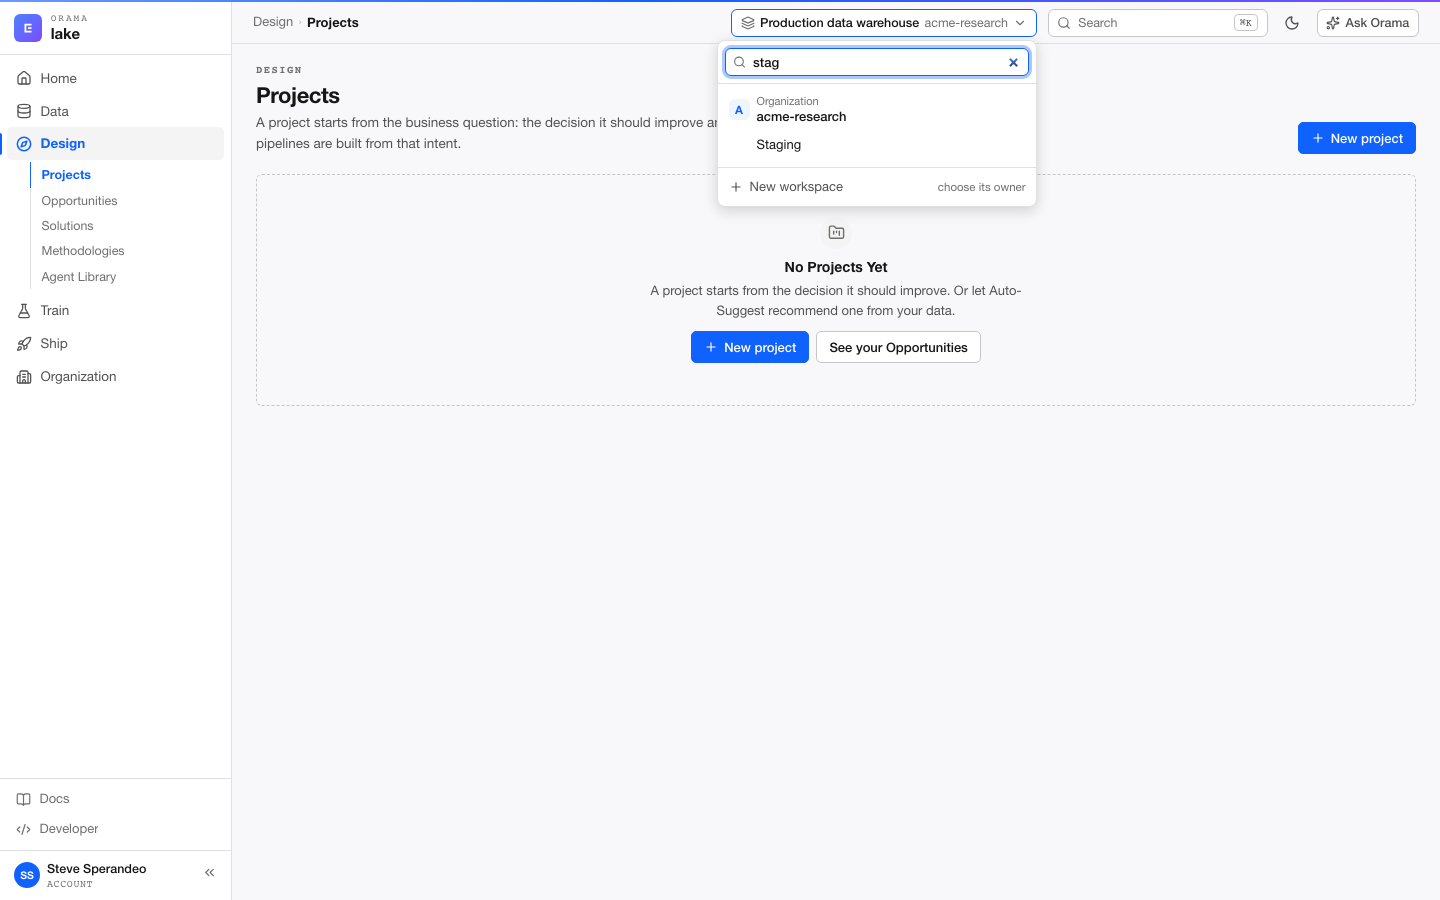 ORAMA
lake
Design
Projects
Production data warehouse acme-research
Search
⌘K
Ask Orama
Home
Data
Design
Projects
Opportunities
Solutions
Methodologies
Agent Library
Train
Ship
Organization
stag
Organization
A
acme-research
Staging
New workspace
choose its owner
DESIGN
Projects
A project starts from the business question: the decision it should improve
pipelines are built from that intent.
New project
No Projects Yet
A project starts from the decision it should improve. Or let Auto-
Suggest recommend one from your data.
New project
See your Opportunities
Docs
Developer
SS
Steve Sperandeo
ACCOUNT